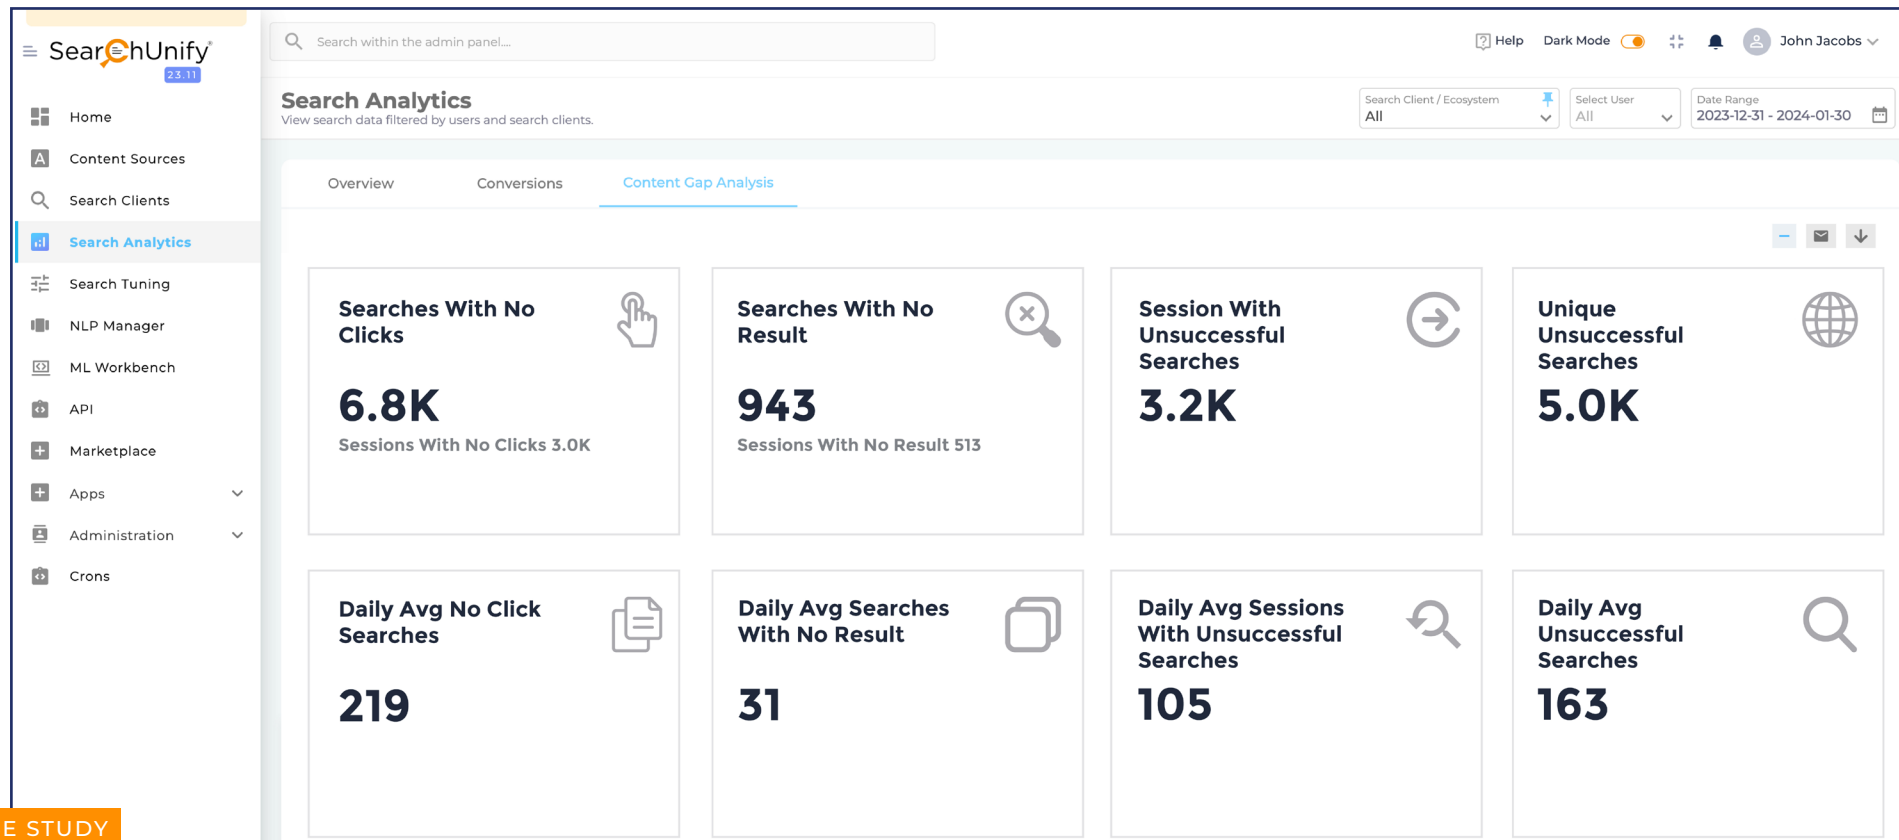 SearchUnify
23.11
Search within the admin panel....
Help
Dark Mode
John Jacobs
Home
Content Sources
Search Clients
Search Analytics
Search Tuning
NLP Manager
ML Workbench
API
Marketplace
Apps
Administration
Crons
Search Analytics
View search data filtered by users and search clients.
Search Client / Ecosystem
All
Select User
All
Date Range
2023-12-31 - 2024-01-30
Overview
Conversions
Content Gap Analysis
Searches With No
Clicks
6.8K
Sessions With No Clicks 3.0K
Searches With No
Result
943
Sessions With No Result 513
Session With
Unsuccessful
Searches
3.2K
Unique
Unsuccessful
Searches
5.0K
Daily Avg No Click
Searches
219
Daily Avg Searches
With No Result
31
Daily Avg Sessions
With Unsuccessful
Searches
105
Daily Avg
Unsuccessful
Searches
163
E STUDY